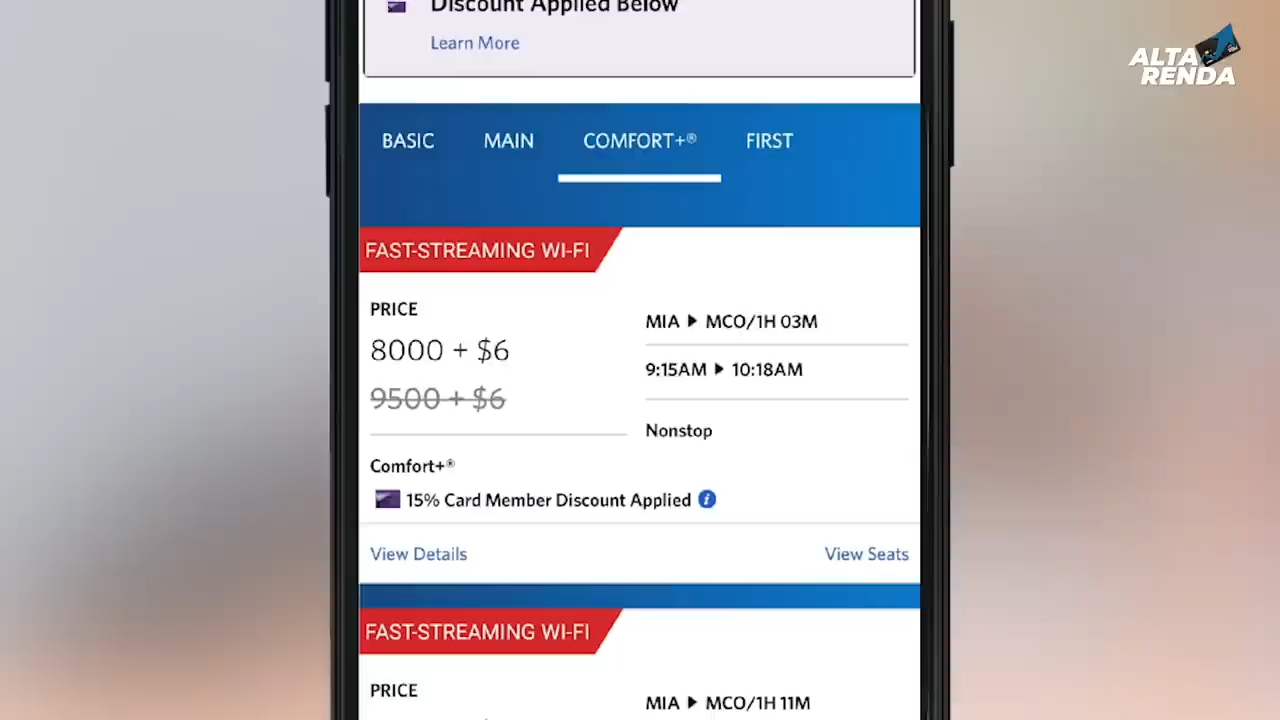 Discount Applied Below
Learn More
ALTA
RENDA
BASIC MAIN COMFORT+® FIRST
FAST-STREAMING WI-FI
PRICE
8000 + $6
9500 + $6
Comfort+®
15% Card Member Discount Applied i
MIA ▶ MCO/1H 03M
9:15AM ▶ 10:18AM
Nonstop
View Details
View Seats
FAST-STREAMING WI-FI
PRICE
MIA ▶ MCO/1H 11M